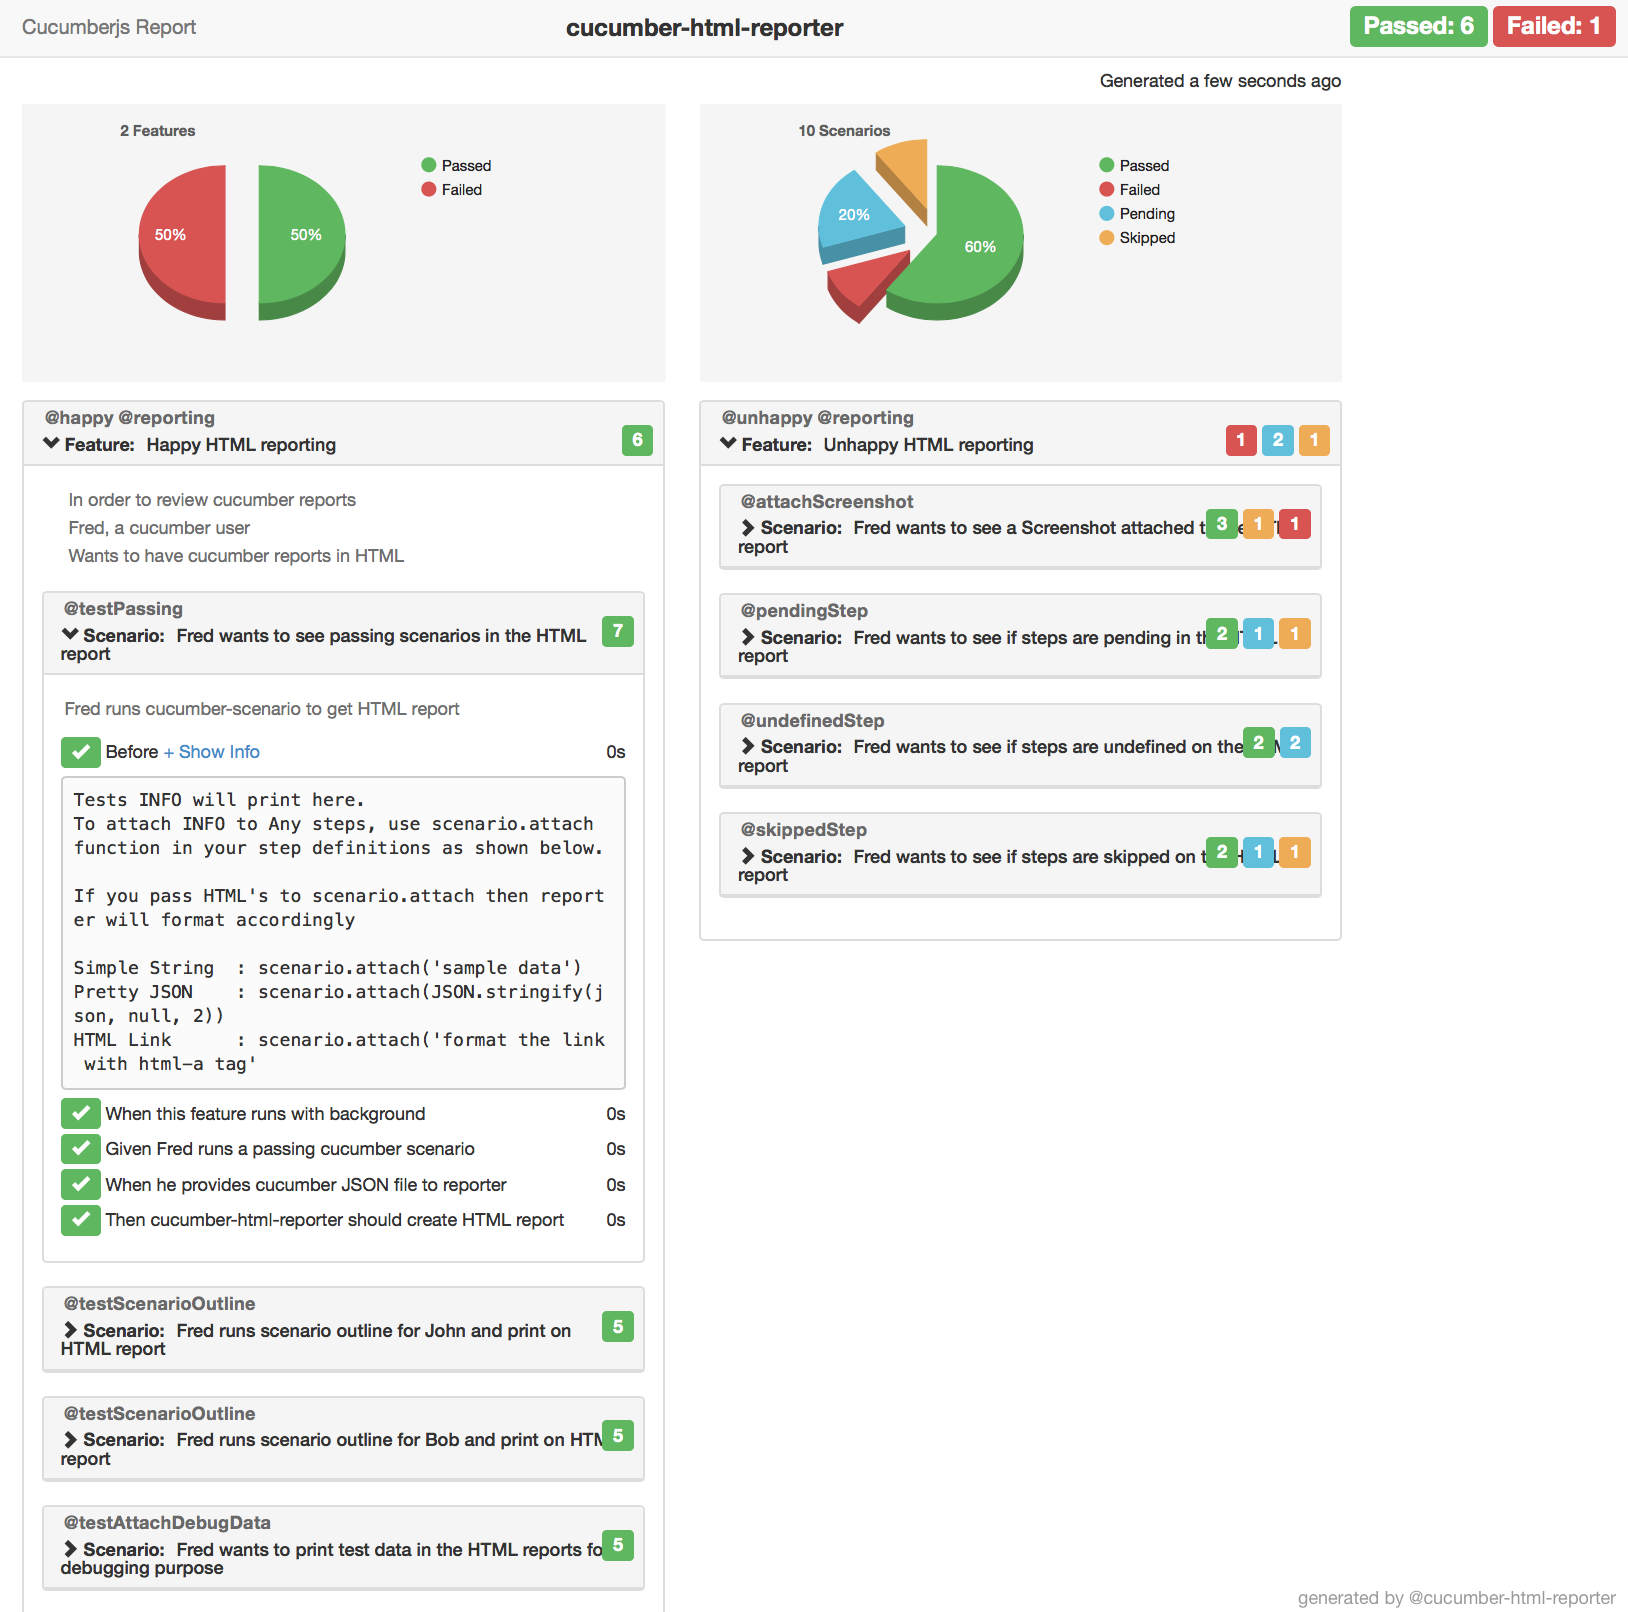 Cucumberjs Report
cucumber-html-reporter
Passed: 6 Failed: 1
Generated a few seconds ago
2 Features
Passed
Failed
50%
50%
10 Scenarios
Passed
Failed
Pending
Skipped
20%
60%
@happy @reporting
Feature: Happy HTML reporting
6
In order to review cucumber reports
Fred, a cucumber user
Wants to have cucumber reports in HTML
@testPassing
Scenario: Fred wants to see passing scenarios in the HTML
report
7
Fred runs cucumber-scenario to get HTML report
Before + Show Info 0s
Tests INFO will print here.
To attach INFO to Any steps, use scenario.attach
function in your step definitions as shown below.
If you pass HTML's to scenario.attach then report
er will format accordingly
Simple String : scenario.attach('sample data')
Pretty JSON : scenario.attach(JSON.stringify(j
son, null, 2))
HTML Link : scenario.attach('format the link
with html-a tag'
When this feature runs with background 0s
Given Fred runs a passing cucumber scenario 0s
When he provides cucumber JSON file to reporter 0s
Then cucumber-html-reporter should create HTML report 0s
@testScenarioOutline
Scenario: Fred runs scenario outline for John and print on
HTML report
5
@testScenarioOutline
Scenario: Fred runs scenario outline for Bob and print on
report
5
@testAttachDebugData
Scenario: Fred wants to print test data in the HTML reports
debugging purpose
5
@unhappy @reporting
Feature: Unhappy HTML reporting
1 2 1
@attachScreenshot
Scenario: Fred wants to see a Screenshot attached
report
3 1 1
@pendingStep
Scenario: Fred wants to see if steps are pending in
report
2 1 1
@undefinedStep
Scenario: Fred wants to see if steps are undefined on the
report
2 2
@skippedStep
Scenario: Fred wants to see if steps are skipped on
report
2 1 1
generated by @cucumber-html-reporter